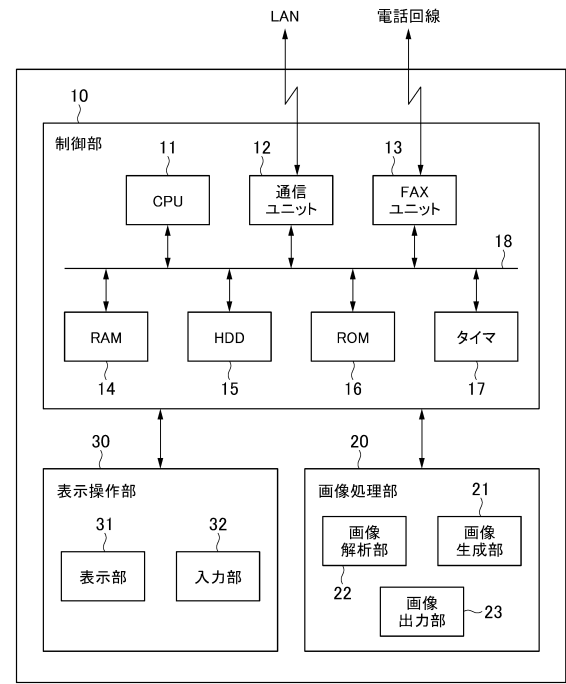 LAN
電話回線
10
制御部
11
12
13
CPU
通信
ユニット
FAX
ユニット
18
RAM
HDD
ROM
タイマ
14
15
16
17
30
20
表示操作部
画像処理部
31
32
21
表示部
入力部
画像
解析部
画像
生成部
22
画像
出力部
23